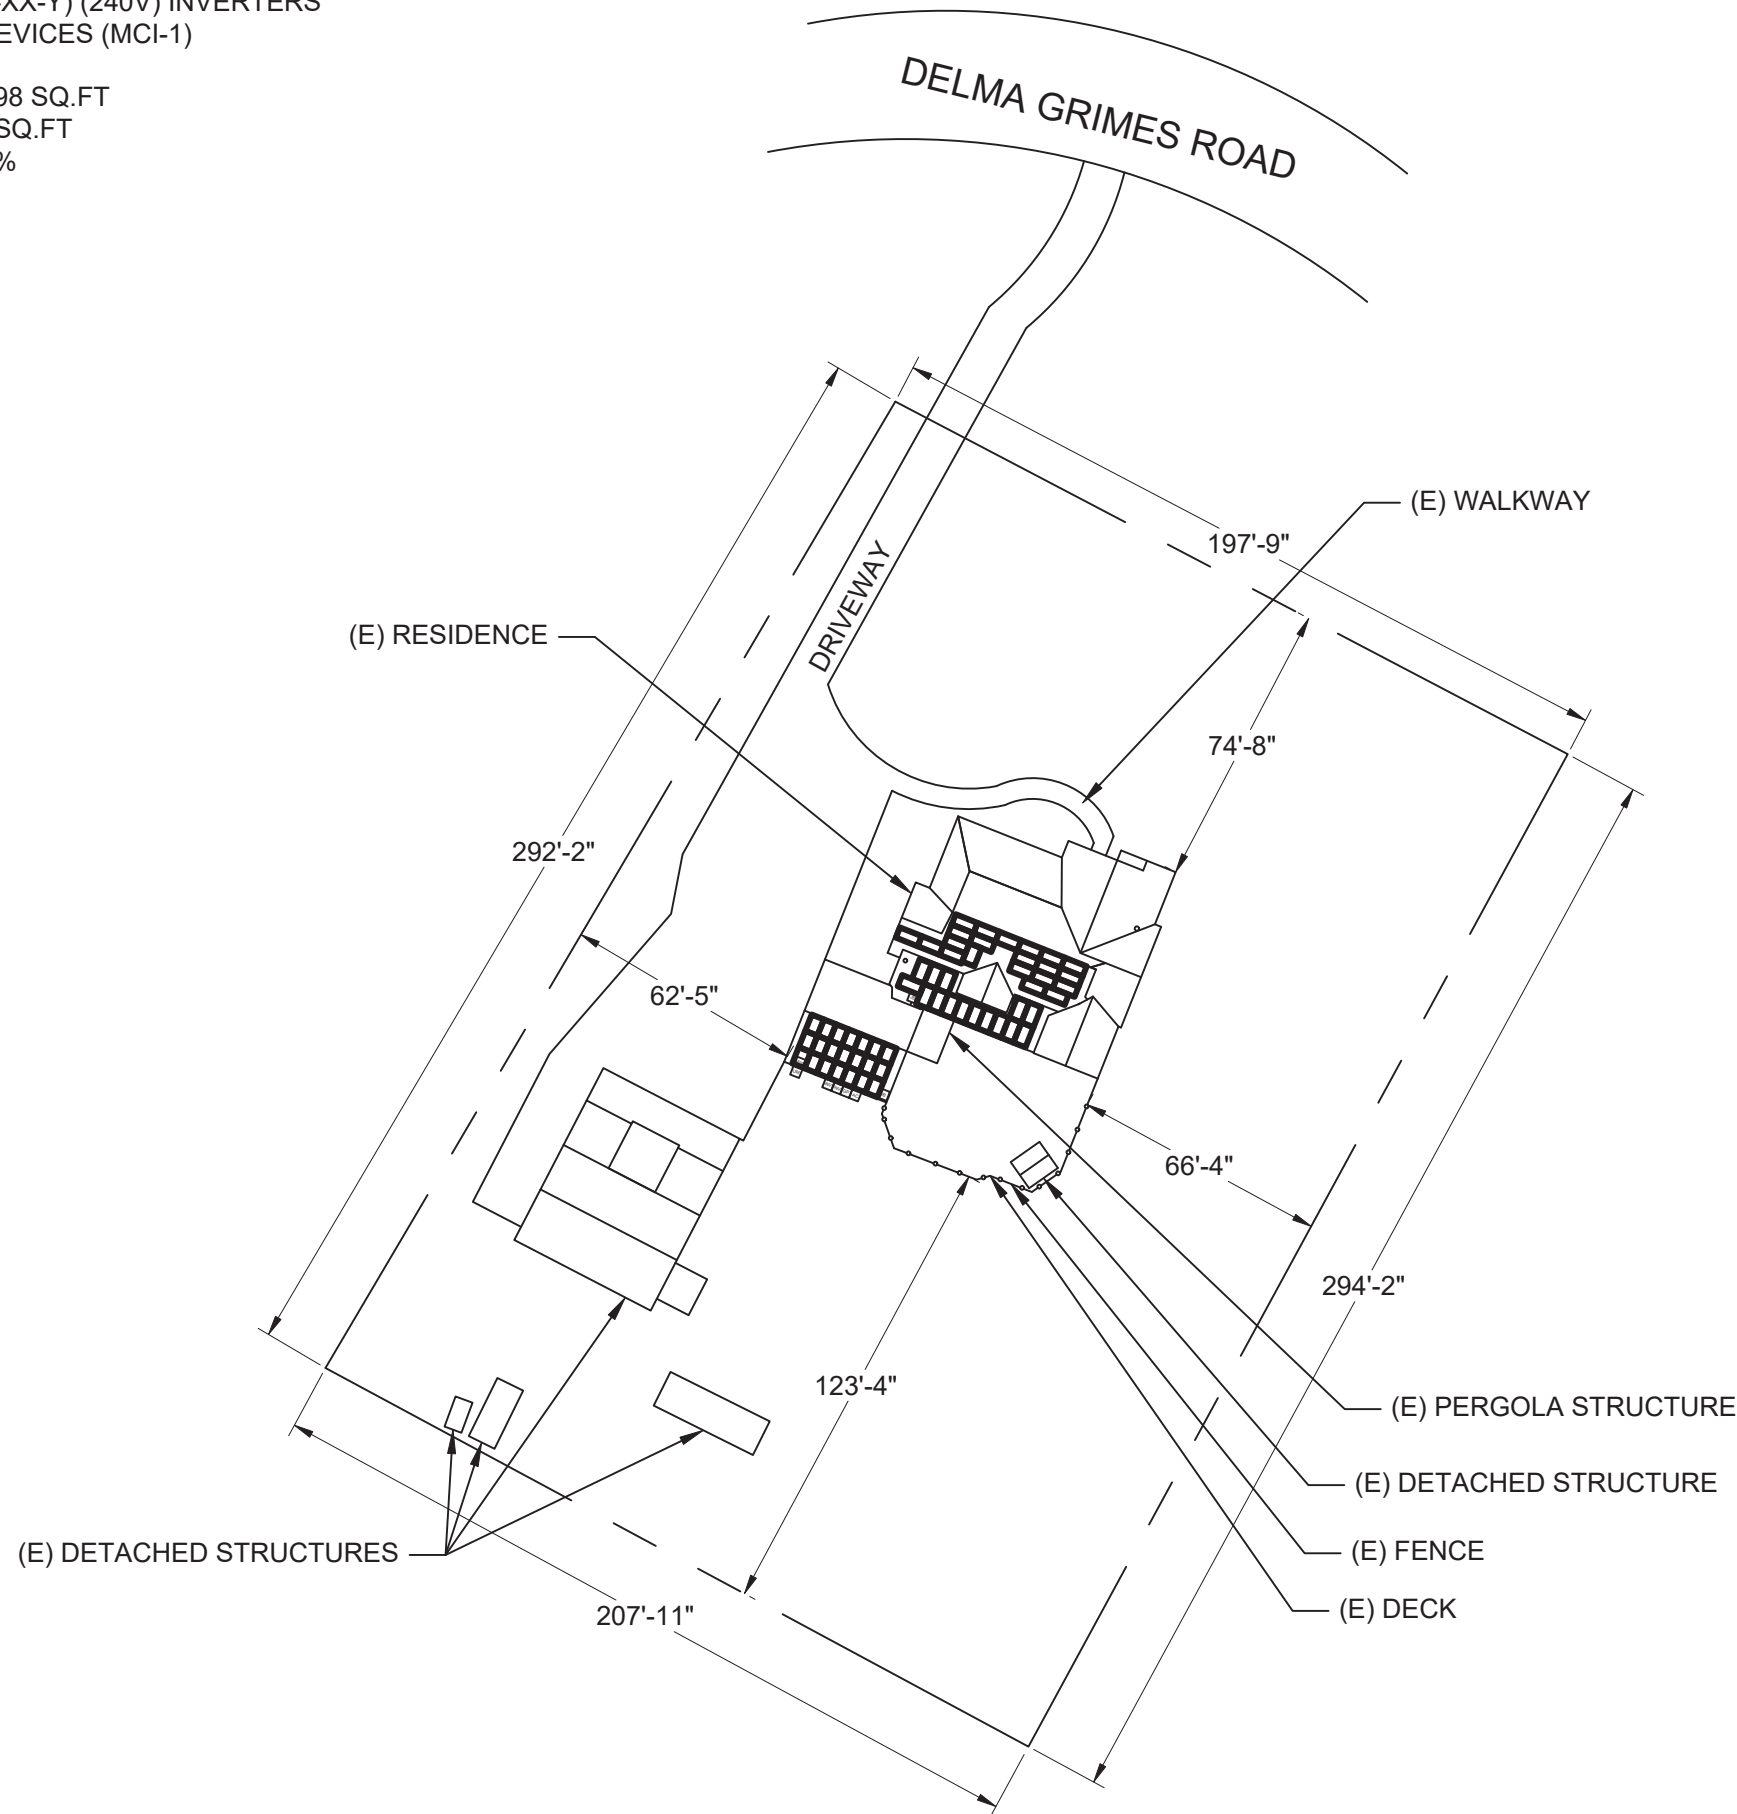 -XX-Y) (240V) INVERTERS
EVICES (MCI-1)
98 SQ.FT
SQ.FT
%
DELMA GRIMES ROAD
(E) WALKWAY
197'-9"
DRIVEWAY
(E) RESIDENCE
74'-8"
292'-2"
62'-5"
66'-4"
294'-2"
123'-4"
(E) PERGOLA STRUCTURE
(E) DETACHED STRUCTURE
(E) FENCE
(E) DETACHED STRUCTURES
(E) DECK
207'-11"